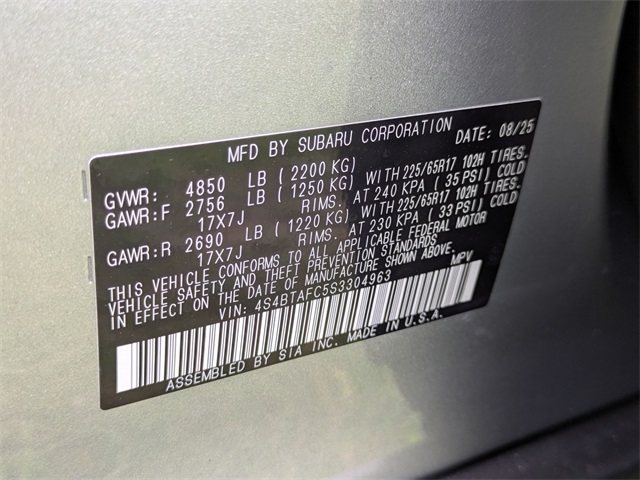 MFD BY SUBARU CORPORATION DATE: 08/25
GVWR: 4850 LB (2200 KG)
GAWR:F 2756 LB (1250 KG) WITH 225/65R17 102H TIRES.
17X7J RIMS. AT 240 KPA (35 PSI) COLD
GAWR:R 2690 LB (1220 KG) WITH 225/65R17 102H TIRES.
17X7J RIMS. AT 230 KPA (33 PSI) COLD
THIS VEHICLE CONFORMS TO ALL APPLICABLE FEDERAL MOTOR
VEHICLE SAFETY AND THEFT PREVENTION STANDARDS
IN EFFECT ON THE DATE OF MANUFACTURE SHOWN ABOVE.
VIN: 4S4BTAFC5S3304963 MPV
ASSEMBLED BY SIA INC. MADE IN U.S.A.